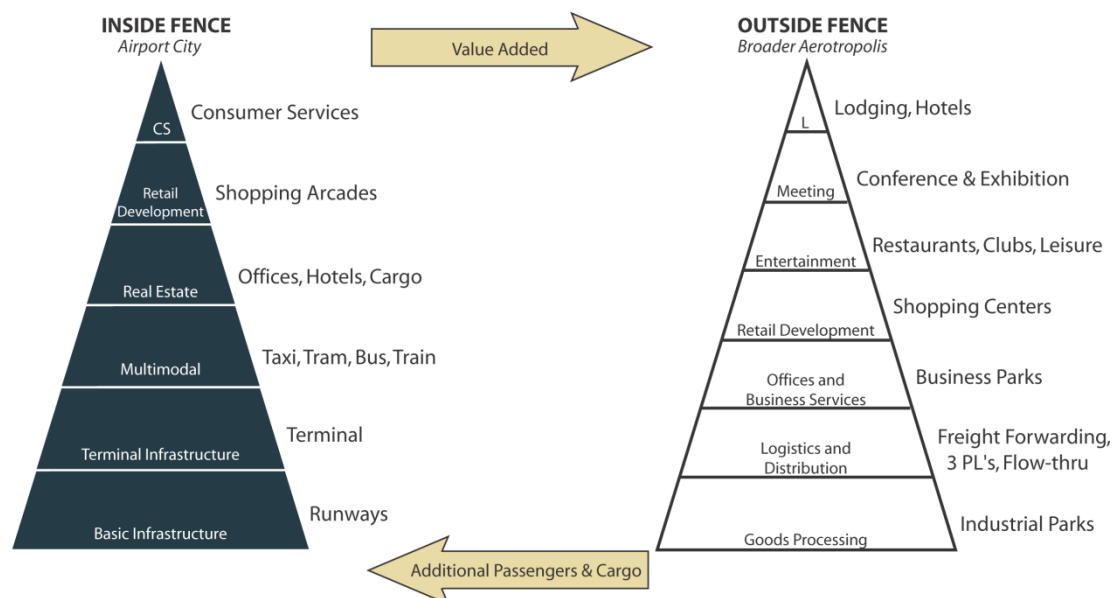 INSIDE FENCE
Airport City
Value Added
OUTSIDE FENCE
Broader Aerotropolis
CS
Consumer Services
Retail
Development
Shopping Arcades
Real Estate
Offices, Hotels, Cargo
Multimodal
Taxi, Tram, Bus, Train
Terminal Infrastructure
Terminal
Basic Infrastructure
Runways
L
Lodging, Hotels
Meeting
Conference & Exhibition
Entertainment
Restaurants, Clubs, Leisure
Retail Development
Shopping Centers
Offices and
Business Services
Business Parks
Logistics and
Distribution
Freight Forwarding,
3 PL's, Flow-thru
Goods Processing
Industrial Parks
Additional Passengers & Cargo